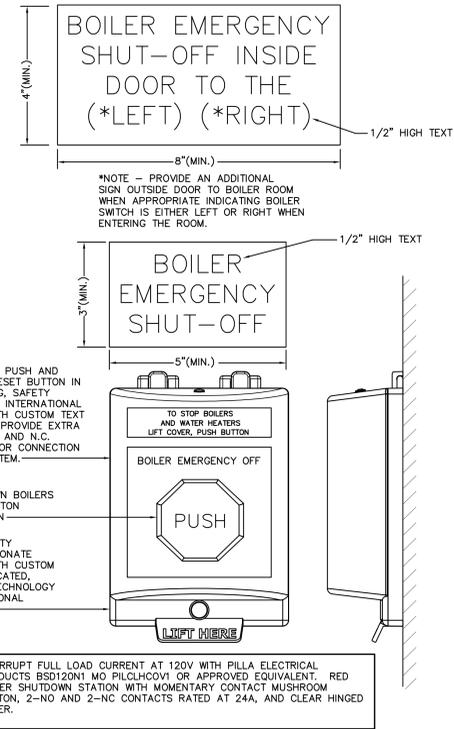 BOILER EMERGENCY
SHUT-OFF INSIDE
DOOR TO THE
(*LEFT) (*RIGHT)
4"(MIN.)
1/2" HIGH TEXT
8"(MIN.)
*NOTE - PROVIDE AN ADDITIONAL
SIGN OUTSIDE DOOR TO BOILER ROOM
WHEN APPROPRIATE INDICATING BOILER
SWITCH IS EITHER LEFT OR RIGHT WHEN
ENTERING THE ROOM.
1/2" HIGH TEXT
BOILER
EMERGENCY
SHUT-OFF
3"(MIN.)
5"(MIN.)
PUSH AND
ESET BUTTON IN
G, SAFETY
INTERNATIONAL
TH CUSTOM TEXT
PROVIDE EXTRA
AND N.C.
OR CONNECTION
TEM.
TO STOP BOILERS
AND WATER HEATERS
LIFT COVER, PUSH BUTTON
BOILER EMERGENCY OFF
PUSH
WN BOILERS
TTON
N
TY
ONATE
TH CUSTOM
CATED,
ECHNOLOGY
ONAL
LIFT HERE
RRUPT FULL LOAD CURRENT AT 120V WITH PILLA ELECTRICAL
DUCTS BSD120N1 MO PILCLHCOV1 OR APPROVED EQUIVALENT. RED
ER SHUTDOWN STATION WITH MOMENTARY CONTACT MUSHROOM
TON, 2-NO AND 2-NC CONTACTS RATED AT 24A, AND CLEAR HINGED
ER.